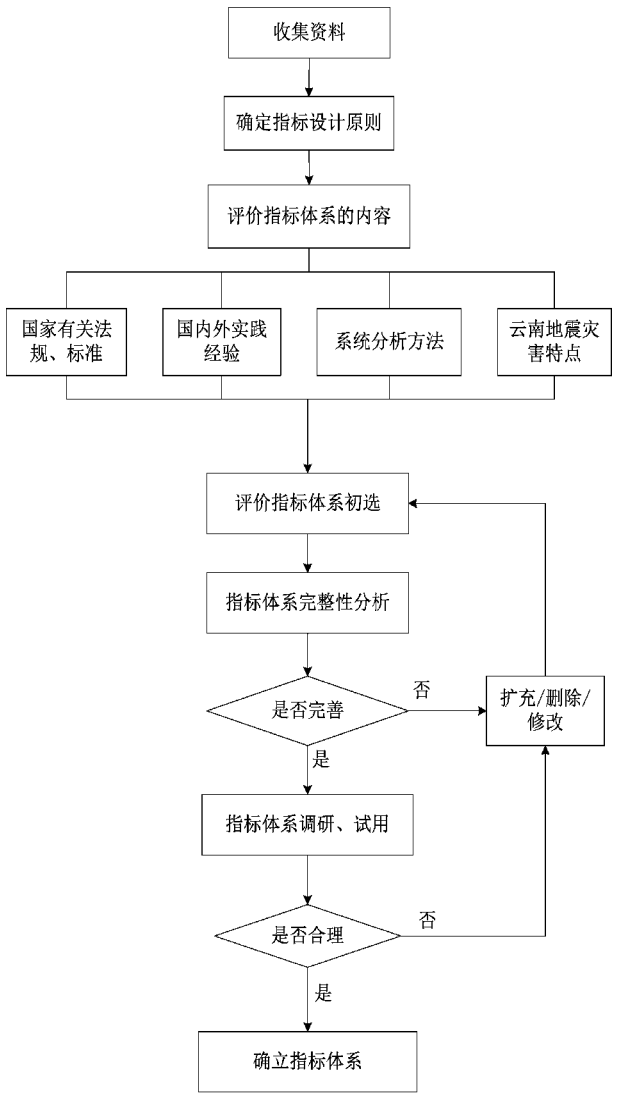 收集资料
确定指标设计原则
评价指标体系的内容
国家有关法
规、标准
国内外实践
经验
系统分析方法
云南地震灾
害特点
评价指标体系初选
指标体系完整性分析
是否完善
否
扩充/删除/
修改
是
指标体系调研、试用
是否合理
否
是
确立指标体系